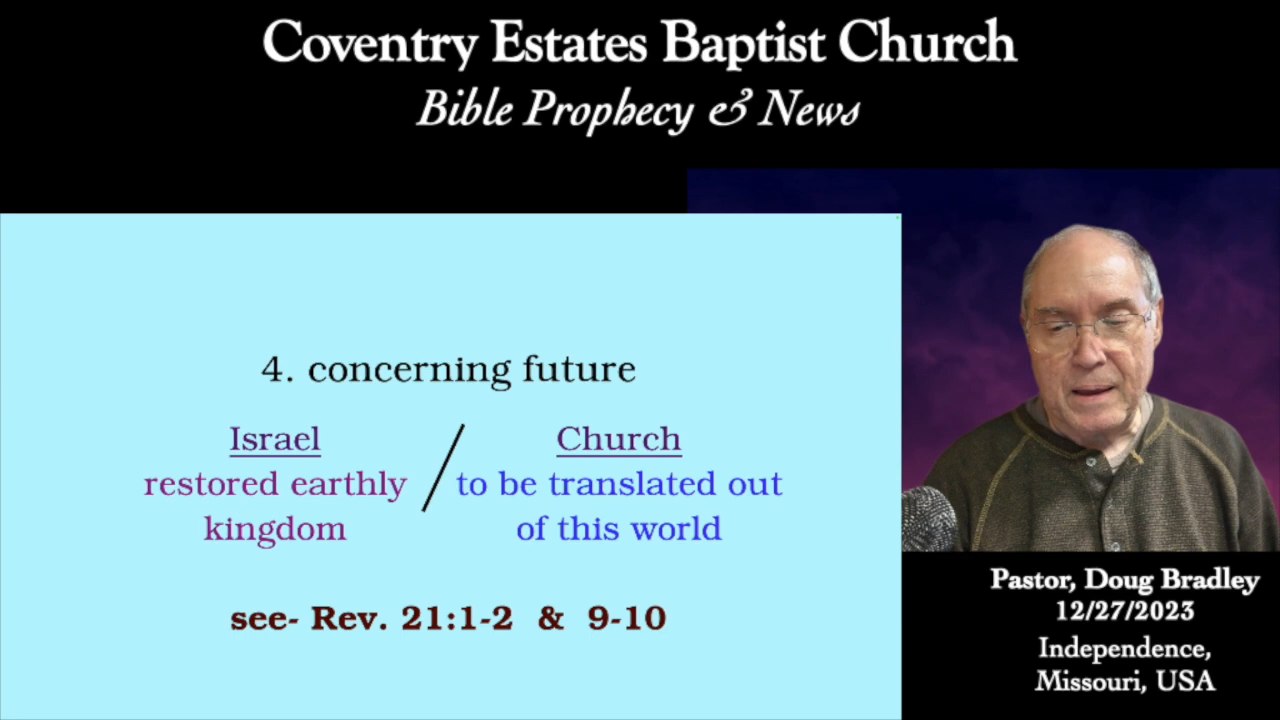 Coventry Estates Baptist Church
Bible Prophecy & News
4. concerning future
Israel / Church
restored earthly to be translated out
kingdom of this world
see- Rev. 21:1-2 & 9-10
Pastor, Doug Bradley
12/27/2023
Independence,
Missouri, USA